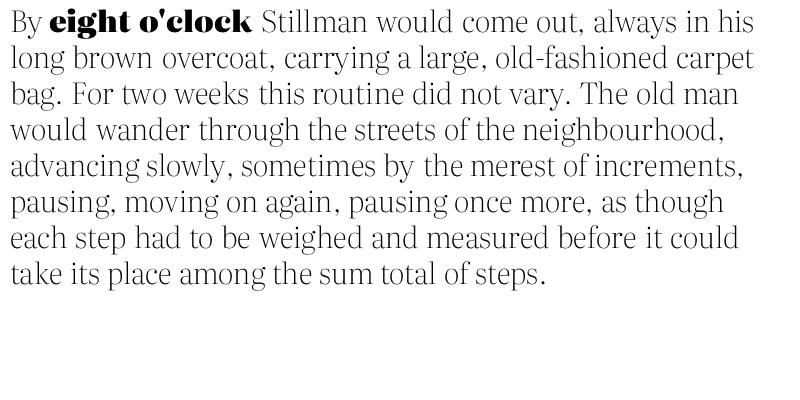 By eight o'clock Stillman would come out, always in his
long brown overcoat, carrying a large, old-fashioned carpet
bag. For two weeks this routine did not vary. The old man
would wander through the streets of the neighbourhood,
advancing slowly, sometimes by the merest of increments,
pausing, moving on again, pausing once more, as though
each step had to be weighed and measured before it could
take its place among the sum total of steps.